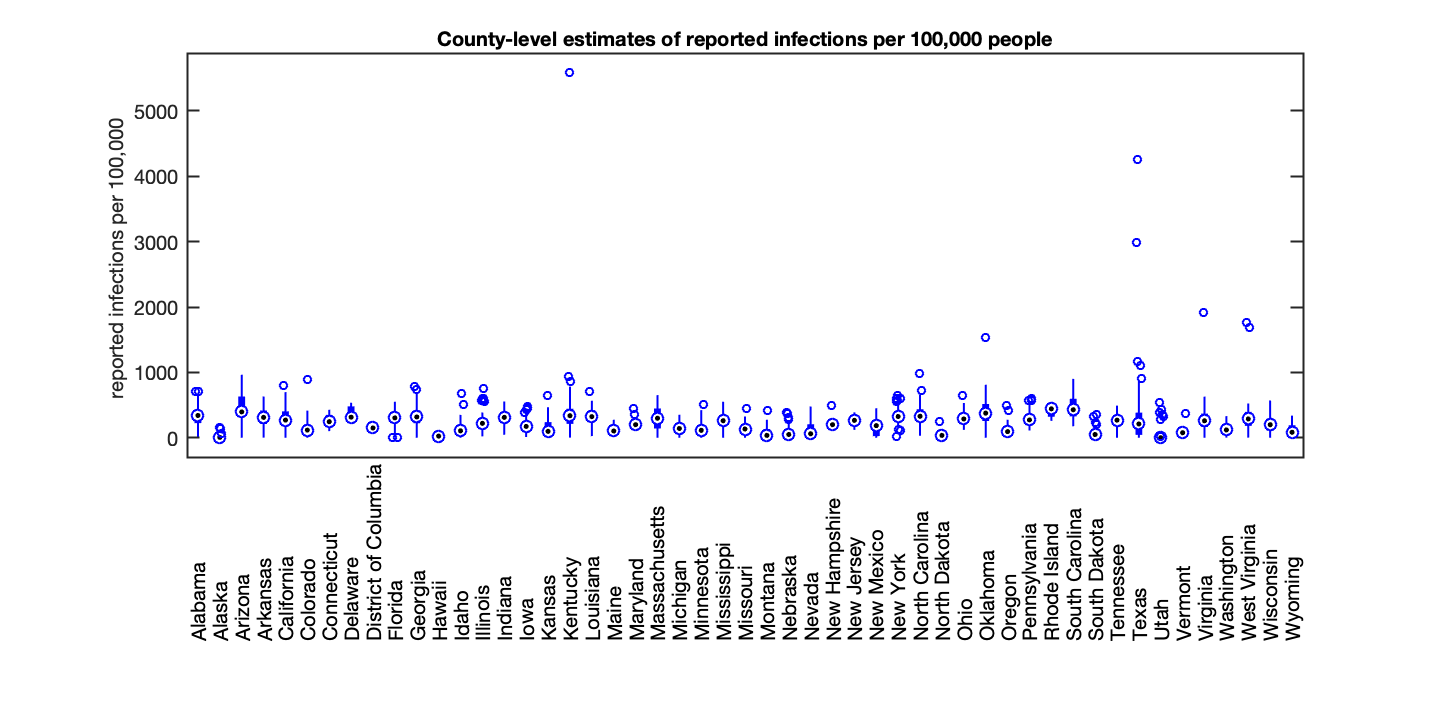 County-level estimates of reported infections per 100,000 people
reported infections per 100,000
5000
4000
3000
2000
1000
0
Alabama
Alaska
Arizona
Arkansas
California
Colorado
Connecticut
Delaware
District of Columbia
Florida
Georgia
Hawaii
Idaho
Illinois
Indiana
Iowa
Kansas
Kentucky
Louisiana
Maine
Maryland
Massachusetts
Michigan
Minnesota
Mississippi
Missouri
Montana
Nebraska
Nevada
New Hampshire
New Jersey
New Mexico
New York
North Carolina
North Dakota
Ohio
Oklahoma
Oregon
Pennsylvania
Rhode Island
South Carolina
South Dakota
Tennessee
Texas
Utah
Vermont
Virginia
Washington
West Virginia
Wisconsin
Wyoming